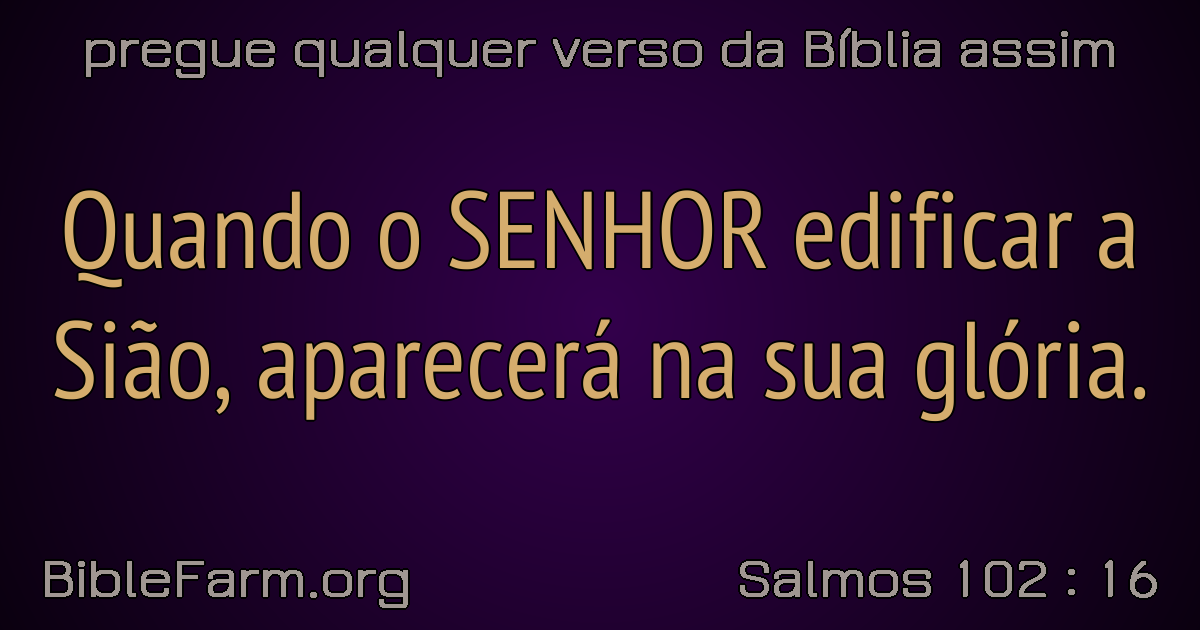 pregue qualquer verso da Bíblia assim
Quando o SENHOR edificar a
Sião, aparecerá na sua glória.
BibleFarm.org
Salmos 102 : 16